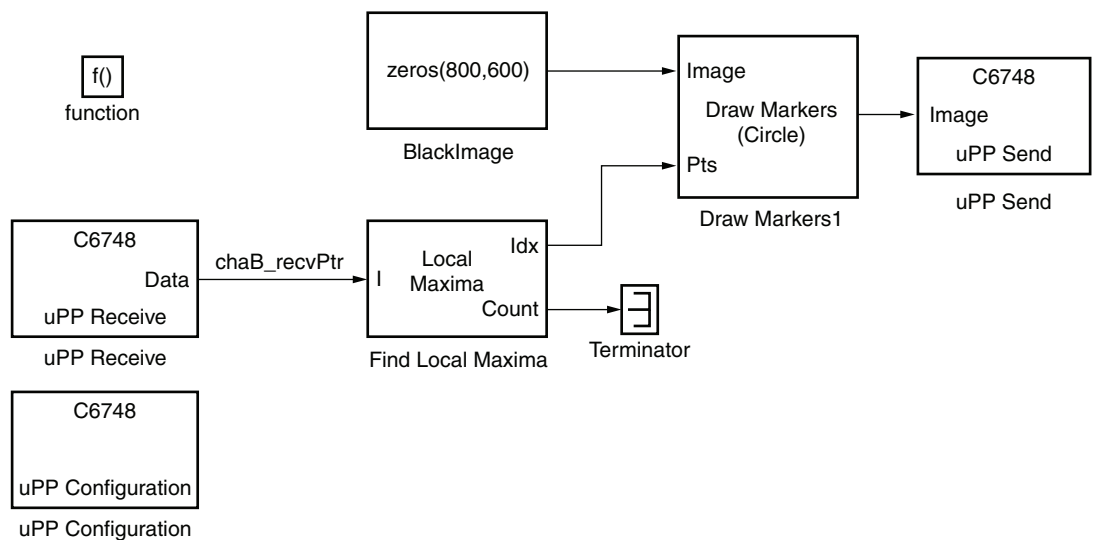 f()
function
zeros(800,600)
BlackImage
Image
Draw Markers
(Circle)
Pts
Draw Markers1
C6748
Image
uPP Send
uPP Send
C6748
Data
uPP Receive
uPP Receive
chaB_recvPtr
I
Local
Maxima
Idx
Count
Find Local Maxima
Terminator
C6748
uPP Configuration
uPP Configuration